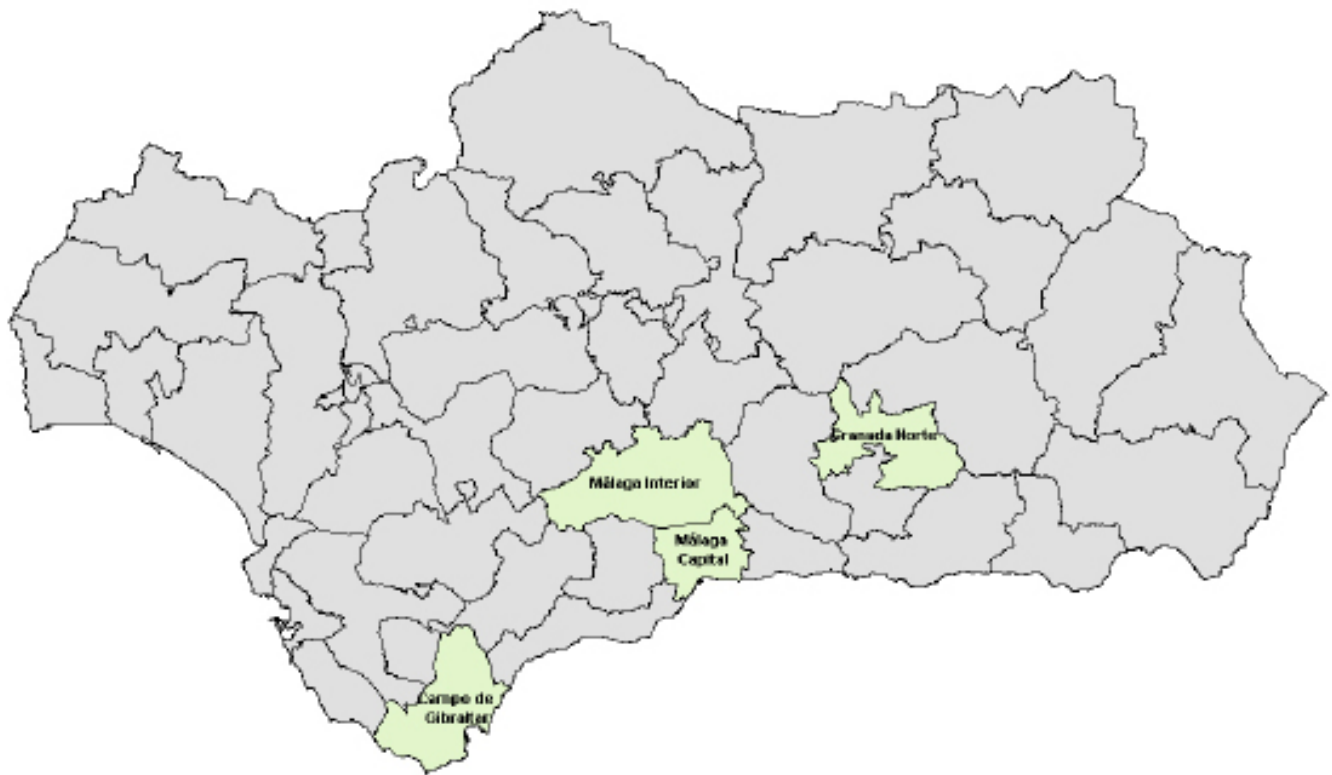 Granada Norte
Málaga Interior
Málaga
Capital
Campo de
Gibraltar